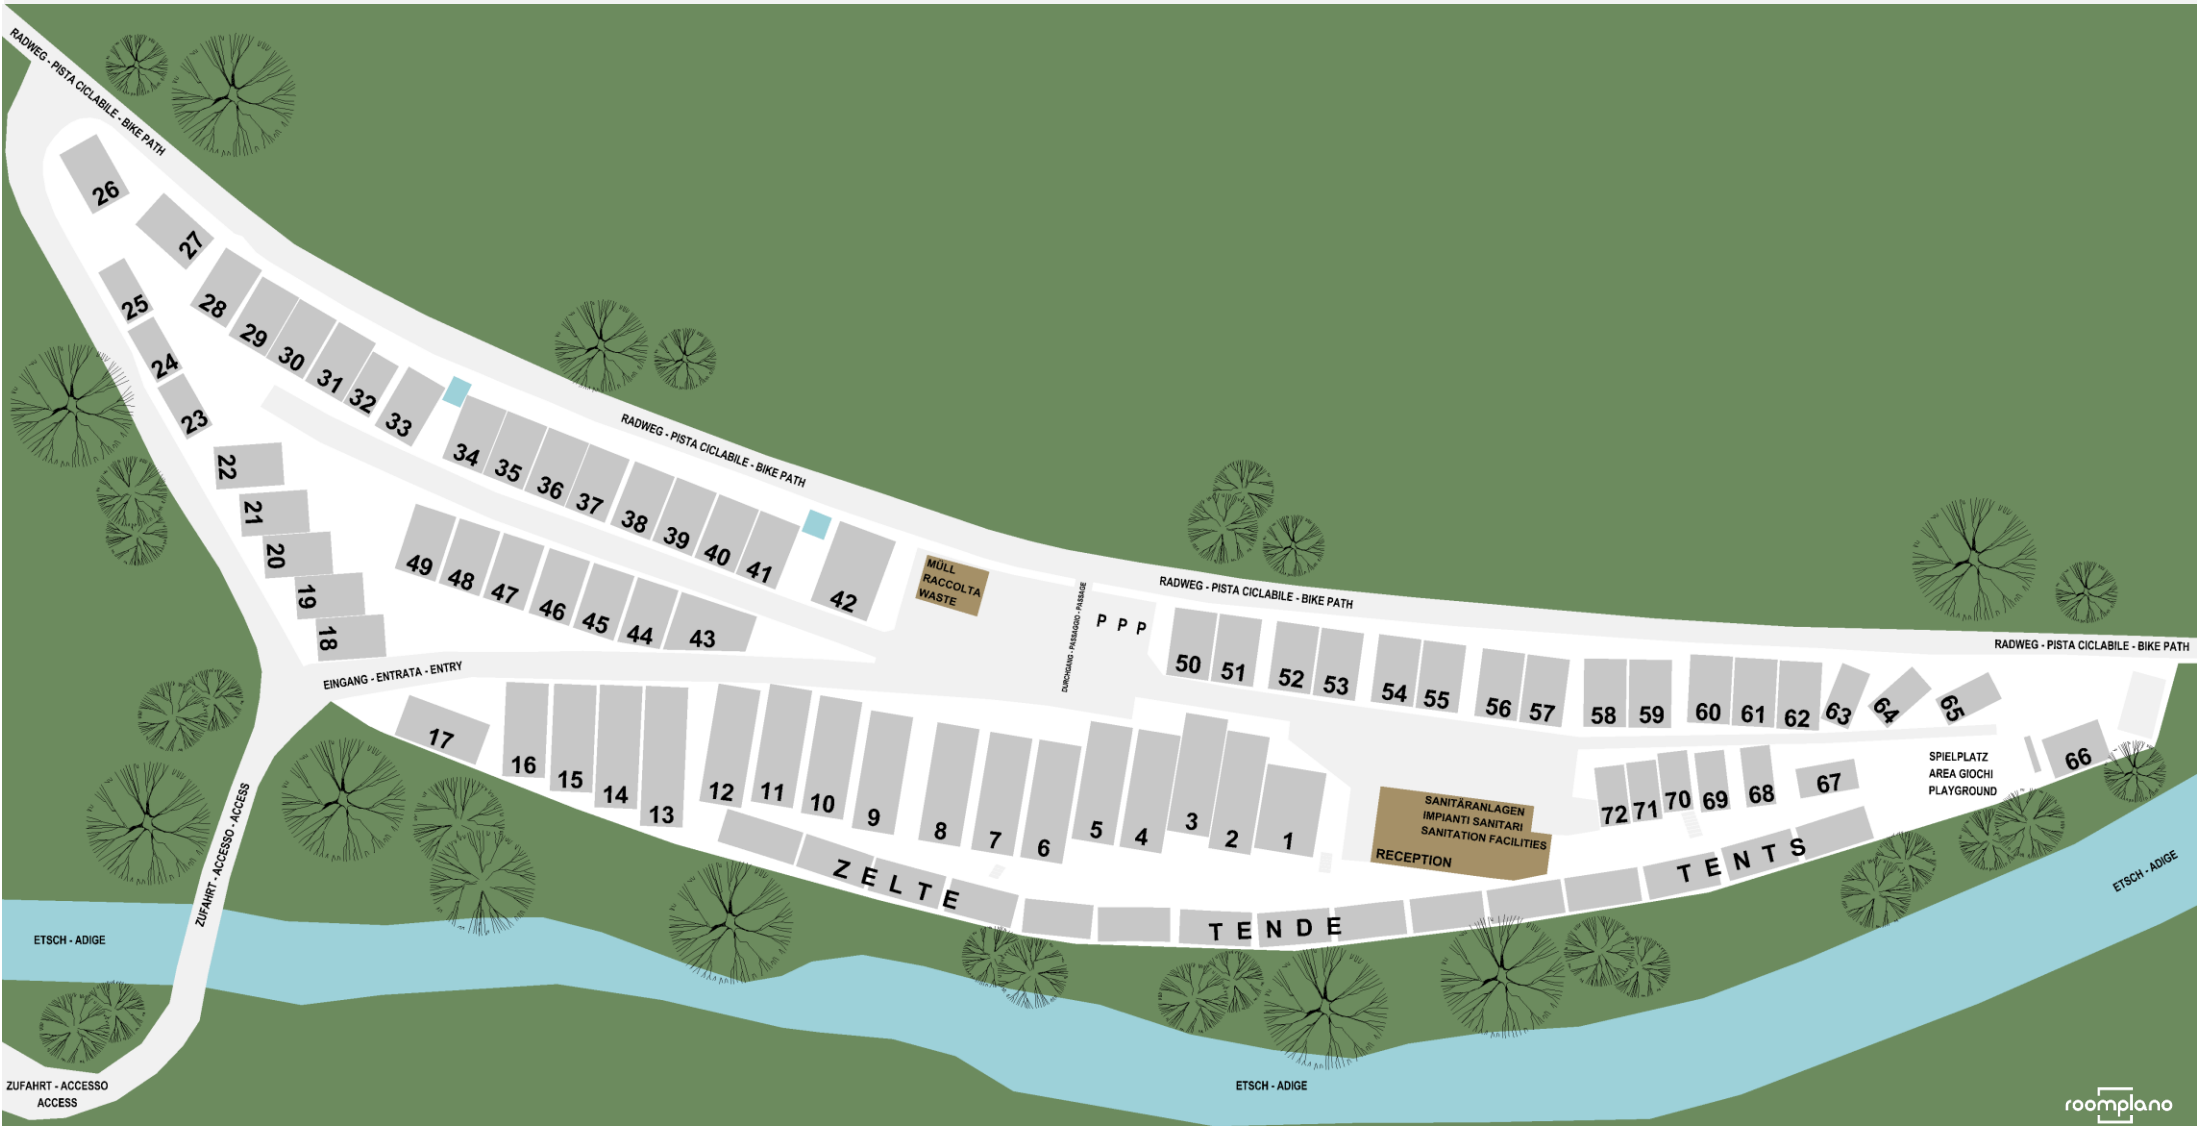 RADWEG - PISTA CICLABILE - BIKE PATH
26
27
25
28
29
30
31
32
33
24
23
22
21
20
19
18
RADWEG - PISTA CICLABILE - BIKE PATH
34
35
36
37
38
39
40
41
42
49
48
47
46
45
44
43
MÜLL
RACCOLTA
WASTE
DURCHGANG - PASSAGGIO - PASSAGE
P P P
RADWEG - PISTA CICLABILE - BIKE PATH
RADWEG - PISTA CICLABILE - BIKE PATH
50
51
52
53
54
55
56
57
58
59
60
61
62
63
64
65
EINGANG - ENTRATA - ENTRY
17
16
15
14
13
12
11
10
9
8
7
6
5
4
3
2
1
SANITÄRANLAGEN
IMPIANTI SANITARI
SANITATION FACILITIES
RECEPTION
72
71
70
69
68
67
SPIELPLATZ
AREA GIOCHI
PLAYGROUND
66
ZELTE
TENDE
TENTS
ZUFAHRT - ACCESSO - ACCESS
ETSCH - ADIGE
ETSCH - ADIGE
ETSCH - ADIGE
ZUFAHRT - ACCESSO
ACCESS
roomplano